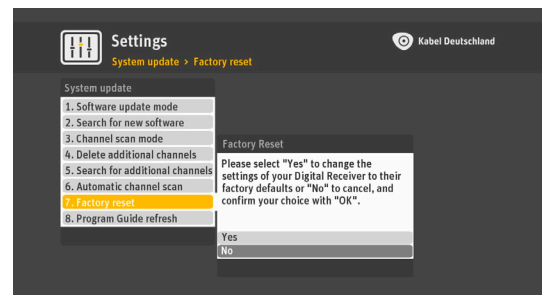 Settings
Kabel Deutschland
System update > Factory reset
System update
1. Software update mode
2. Search for new software
3. Channel scan mode
4. Delete additional channels
5. Search for additional channels
6. Automatic channel scan
7. Factory reset
8. Program Guide refresh
Factory Reset
Please select "Yes" to change the
settings of your Digital Receiver to their
factory defaults or "No" to cancel, and
confirm your choice with "OK".
Yes
No